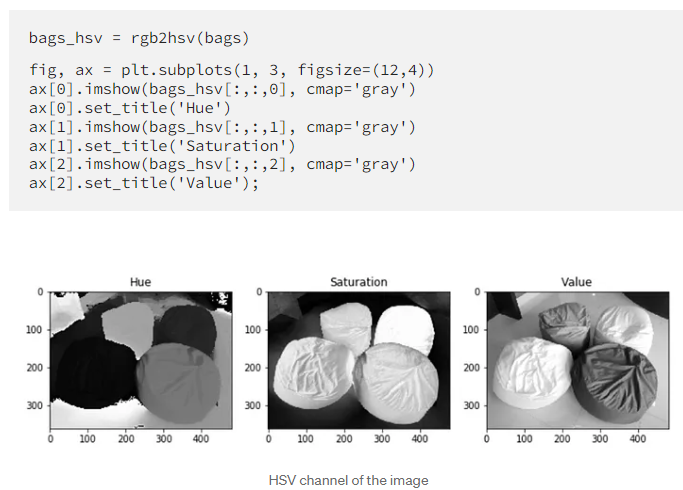 bags_hsv = rgb2hsv(bags)
fig, ax = plt.subplots(1, 3, figsize=(12,4))
ax[0].imshow(bags_hsv[:,:,0], cmap='gray')
ax[0].set_title('Hue')
ax[1].imshow(bags_hsv[:,:,1], cmap='gray')
ax[1].set_title('Saturation')
ax[2].imshow(bags_hsv[:,:,2], cmap='gray')
ax[2].set_title('Value');
Hue
0
100
200
300
0 100 200 300 400
Saturation
0
100
200
300
0 100 200 300 400
Value
0
100
200
300
0 100 200 300 400
HSV channel of the image